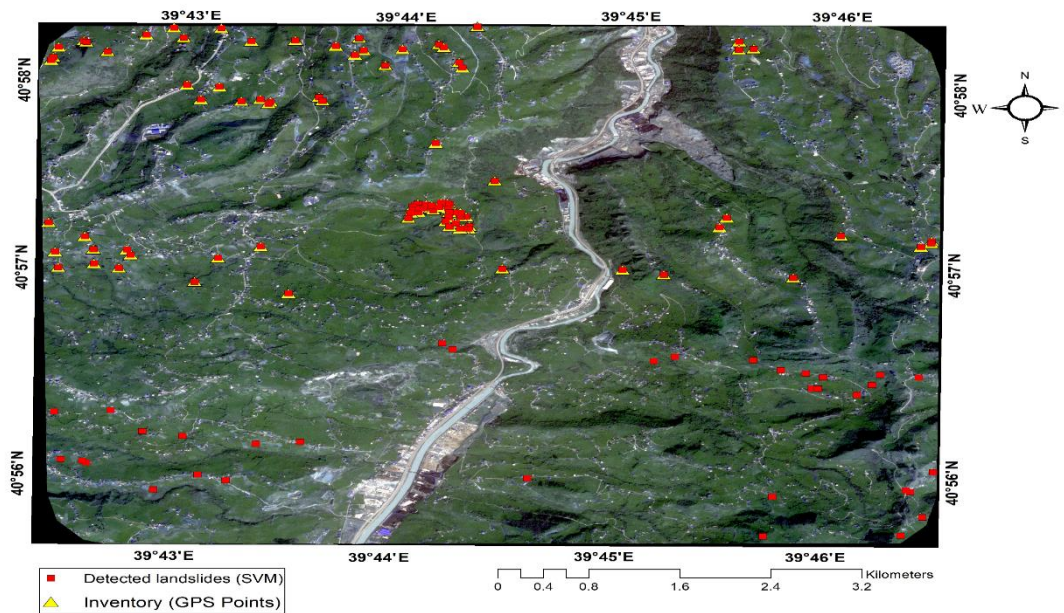 39°43'E 39°44'E 39°45'E 39°46'E
40°58'N
40°58'N
N
W
E
S
40°57'N
40°57'N
40°56'N
40°56'N
39°43'E 39°44'E 39°45'E 39°46'E
Detected landslides (SVM)
Inventory (GPS Points)
Kilometers
0 0.4 0.8 1.6 2.4 3.2